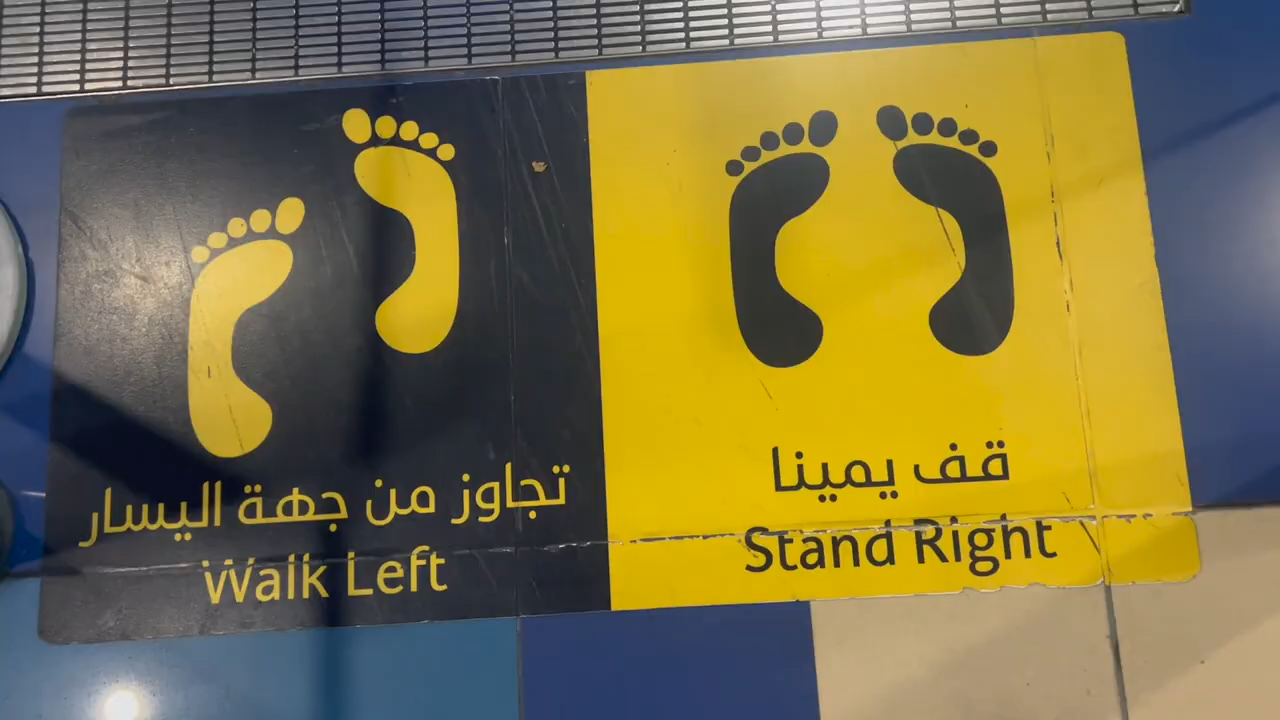 تجاوز من جهة اليسار
Walk Left
قف يمينا
Stand Right